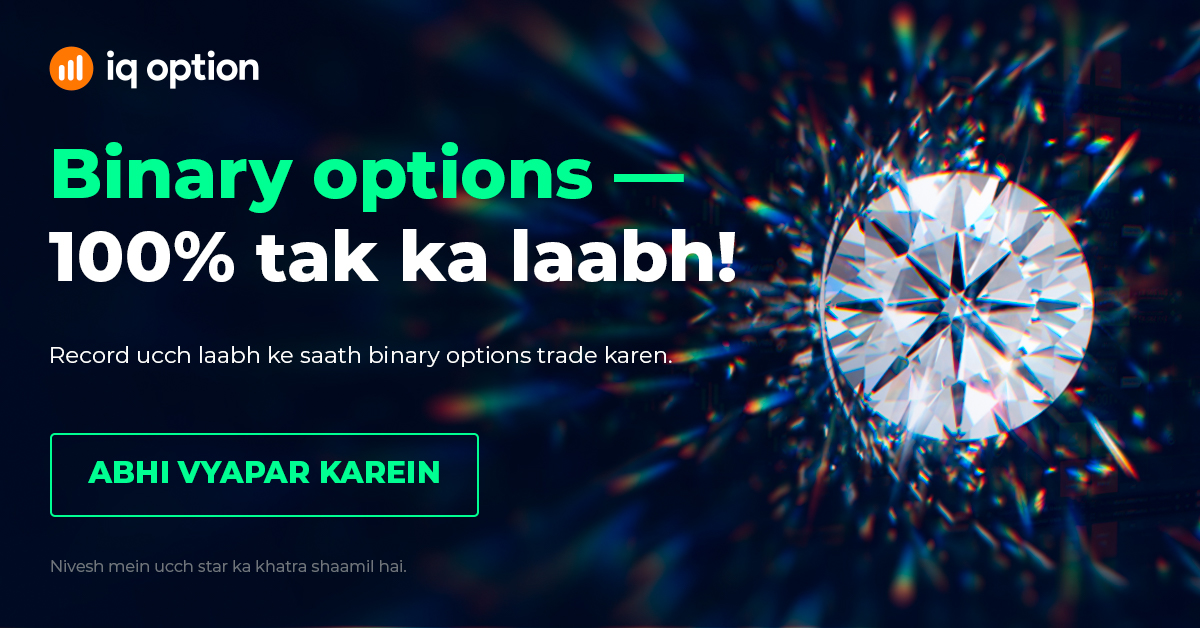 iq option
Binary options —
100% tak ka laabh!
Record ucch laabh ke saath binary options trade karen.
ABHI VYAPAR KAREIN
Nivesh mein ucch star ka khatra shaamil hai.